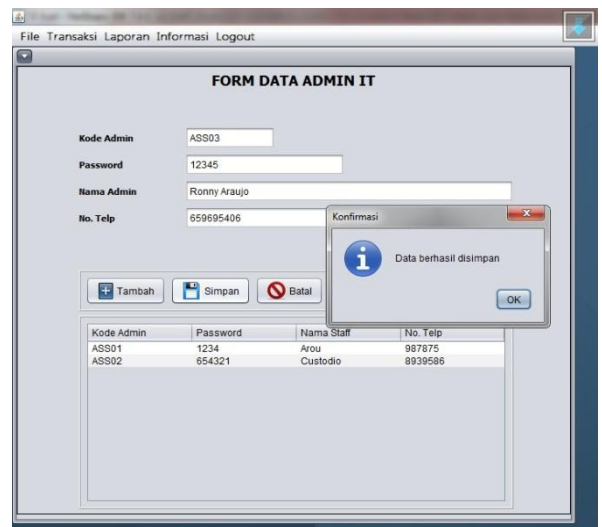 File Transaksi Laporan Informasi Logout
FORM DATA ADMIN IT
Kode Admin ASS03
Password 12345
Nama Admin Ronny Araujo
No. Telp 659695406
Konfirmasi
Data berhasil disimpan
OK
Tambah Simpan Batal
Kode Admin Password Nama Staff No. Telp
ASS01 1234 Arou 987875
ASS02 654321 Custodio 8939586